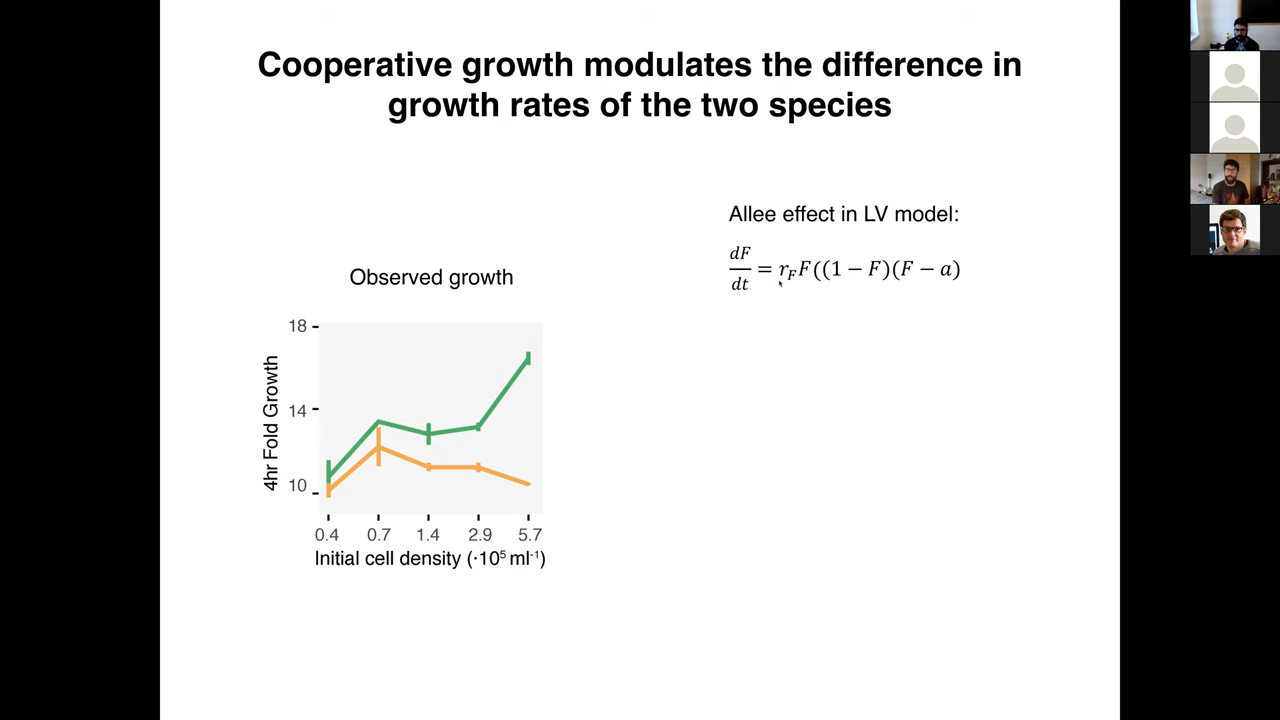 Cooperative growth modulates the difference in
growth rates of the two species
Allee effect in LV model:
dF/dt = r_F F((1 − F)(F − a)
Observed growth
4hr Fold Growth
18
14
10
0.4 0.7 1.4 2.9 5.7
Initial cell density (·10⁵ ml⁻¹)